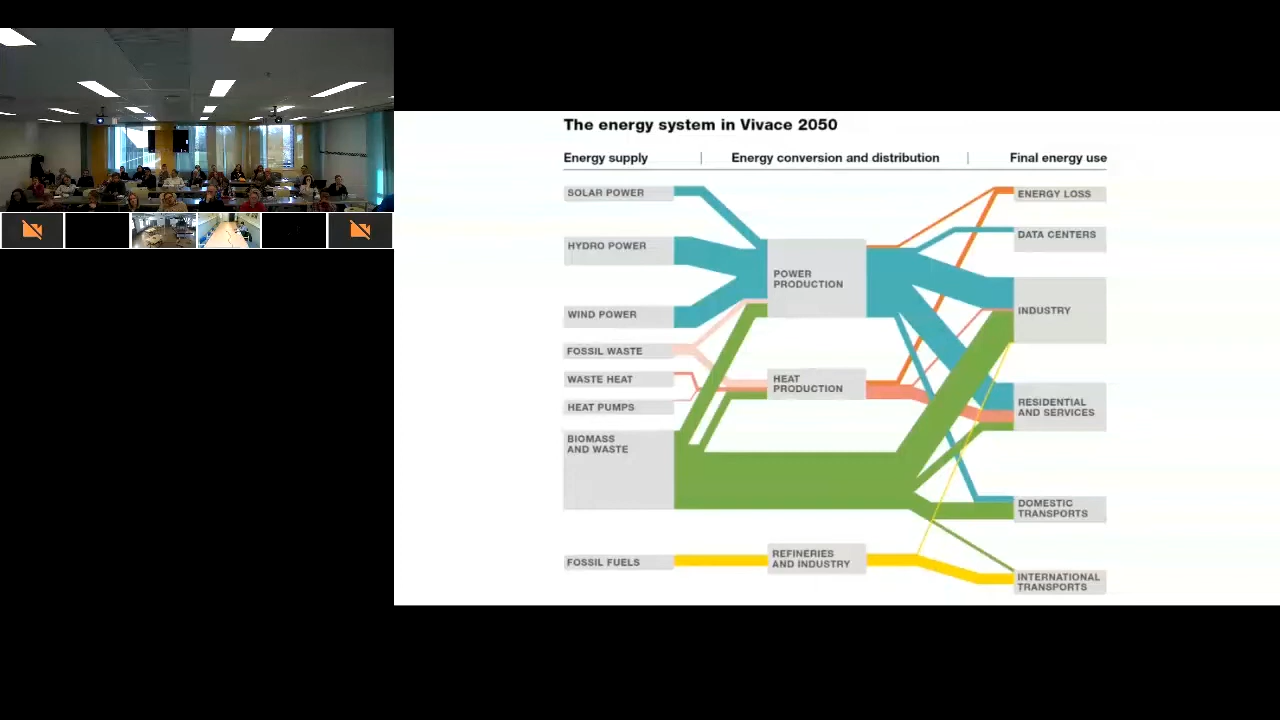 The energy system in Vivace 2050
Energy supply | Energy conversion and distribution | Final energy use
SOLAR POWER
HYDRO POWER
WIND POWER
FOSSIL WASTE
WASTE HEAT
HEAT PUMPS
BIOMASS
AND WASTE
FOSSIL FUELS
POWER
PRODUCTION
HEAT
PRODUCTION
REFINERIES
AND INDUSTRY
ENERGY LOSS
DATA CENTERS
INDUSTRY
RESIDENTIAL
AND SERVICES
DOMESTIC
TRANSPORTS
INTERNATIONAL
TRANSPORTS